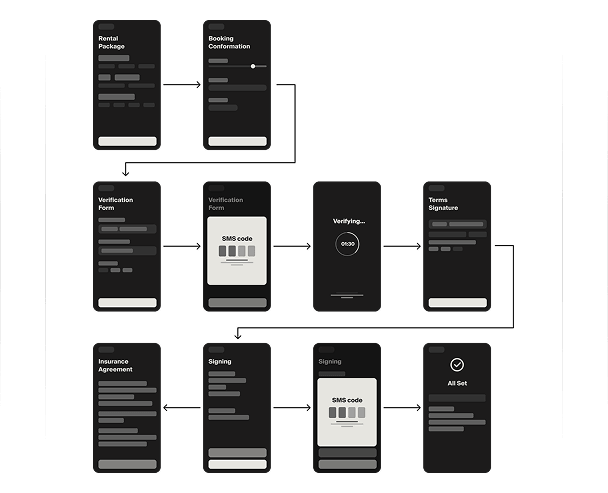 Rental
Package
Booking
Conformation
Verification
Form
Verification
Form
SMS code
Verifying...
01:30
Terms
Signature
Insurance
Agreement
Signing
Signing
SMS code
All Set